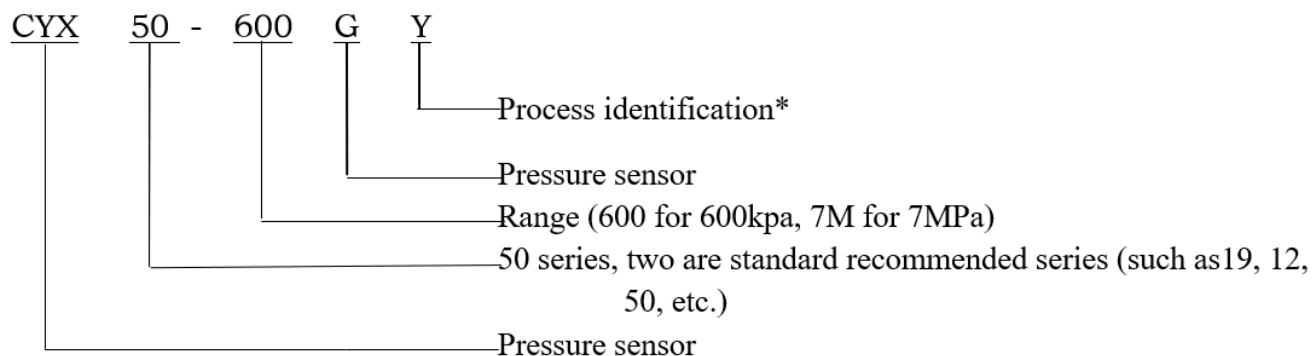 CYX 50 - 600 G Y
Process identification*
Pressure sensor
Range (600 for 600kpa, 7M for 7MPa)
50 series, two are standard recommended series (such as19, 12,
50, etc.)
Pressure sensor